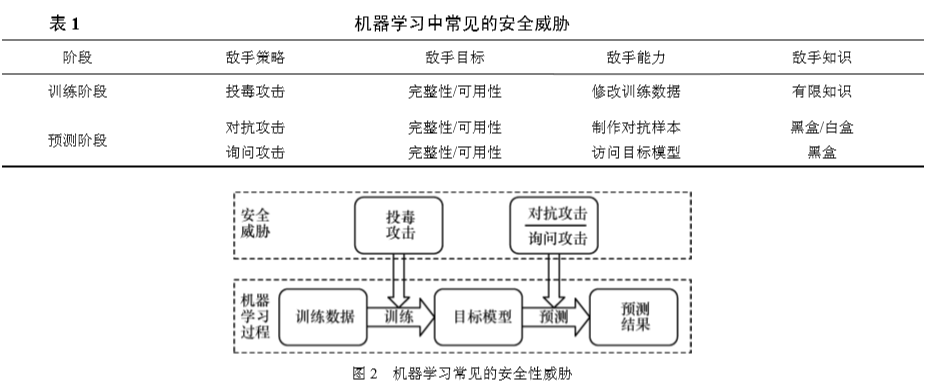 表 1 机器学习中常见的安全威胁
阶段 敌手策略 敌手目标 敌手能力 敌手知识
训练阶段 投毒攻击 完整性/可用性 修改训练数据 有限知识
预测阶段
对抗攻击 完整性/可用性 制作对抗样本 黑盒/白盒
询问攻击 完整性/可用性 访问目标模型 黑盒
安全
威胁
投毒
攻击
对抗攻击
询问攻击
机器
学习
过程
训练数据
训练
目标模型
预测
预测
结果
图 2 机器学习常见的安全性威胁